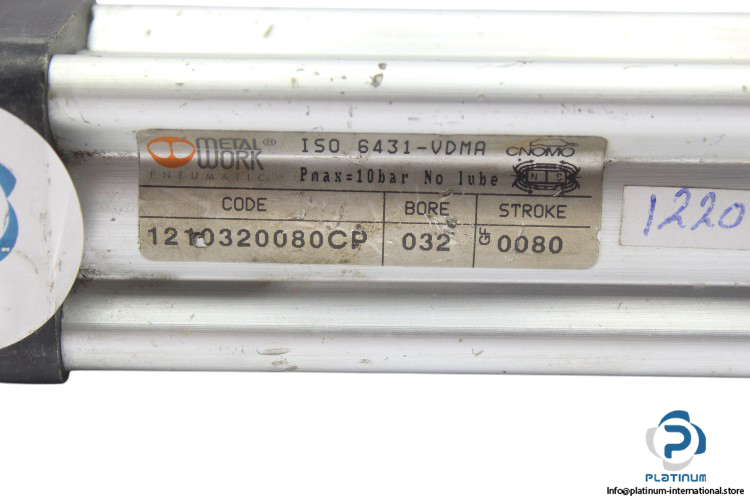 METAL® ISO 6431-VDMA CNOMO
WORK
PNEUMATIC Pmax=10bar No lube N S
CODE BORE STROKE
1210320080CP 032 GF 0080
1220
PLATINUM
Info@platinum-international.store